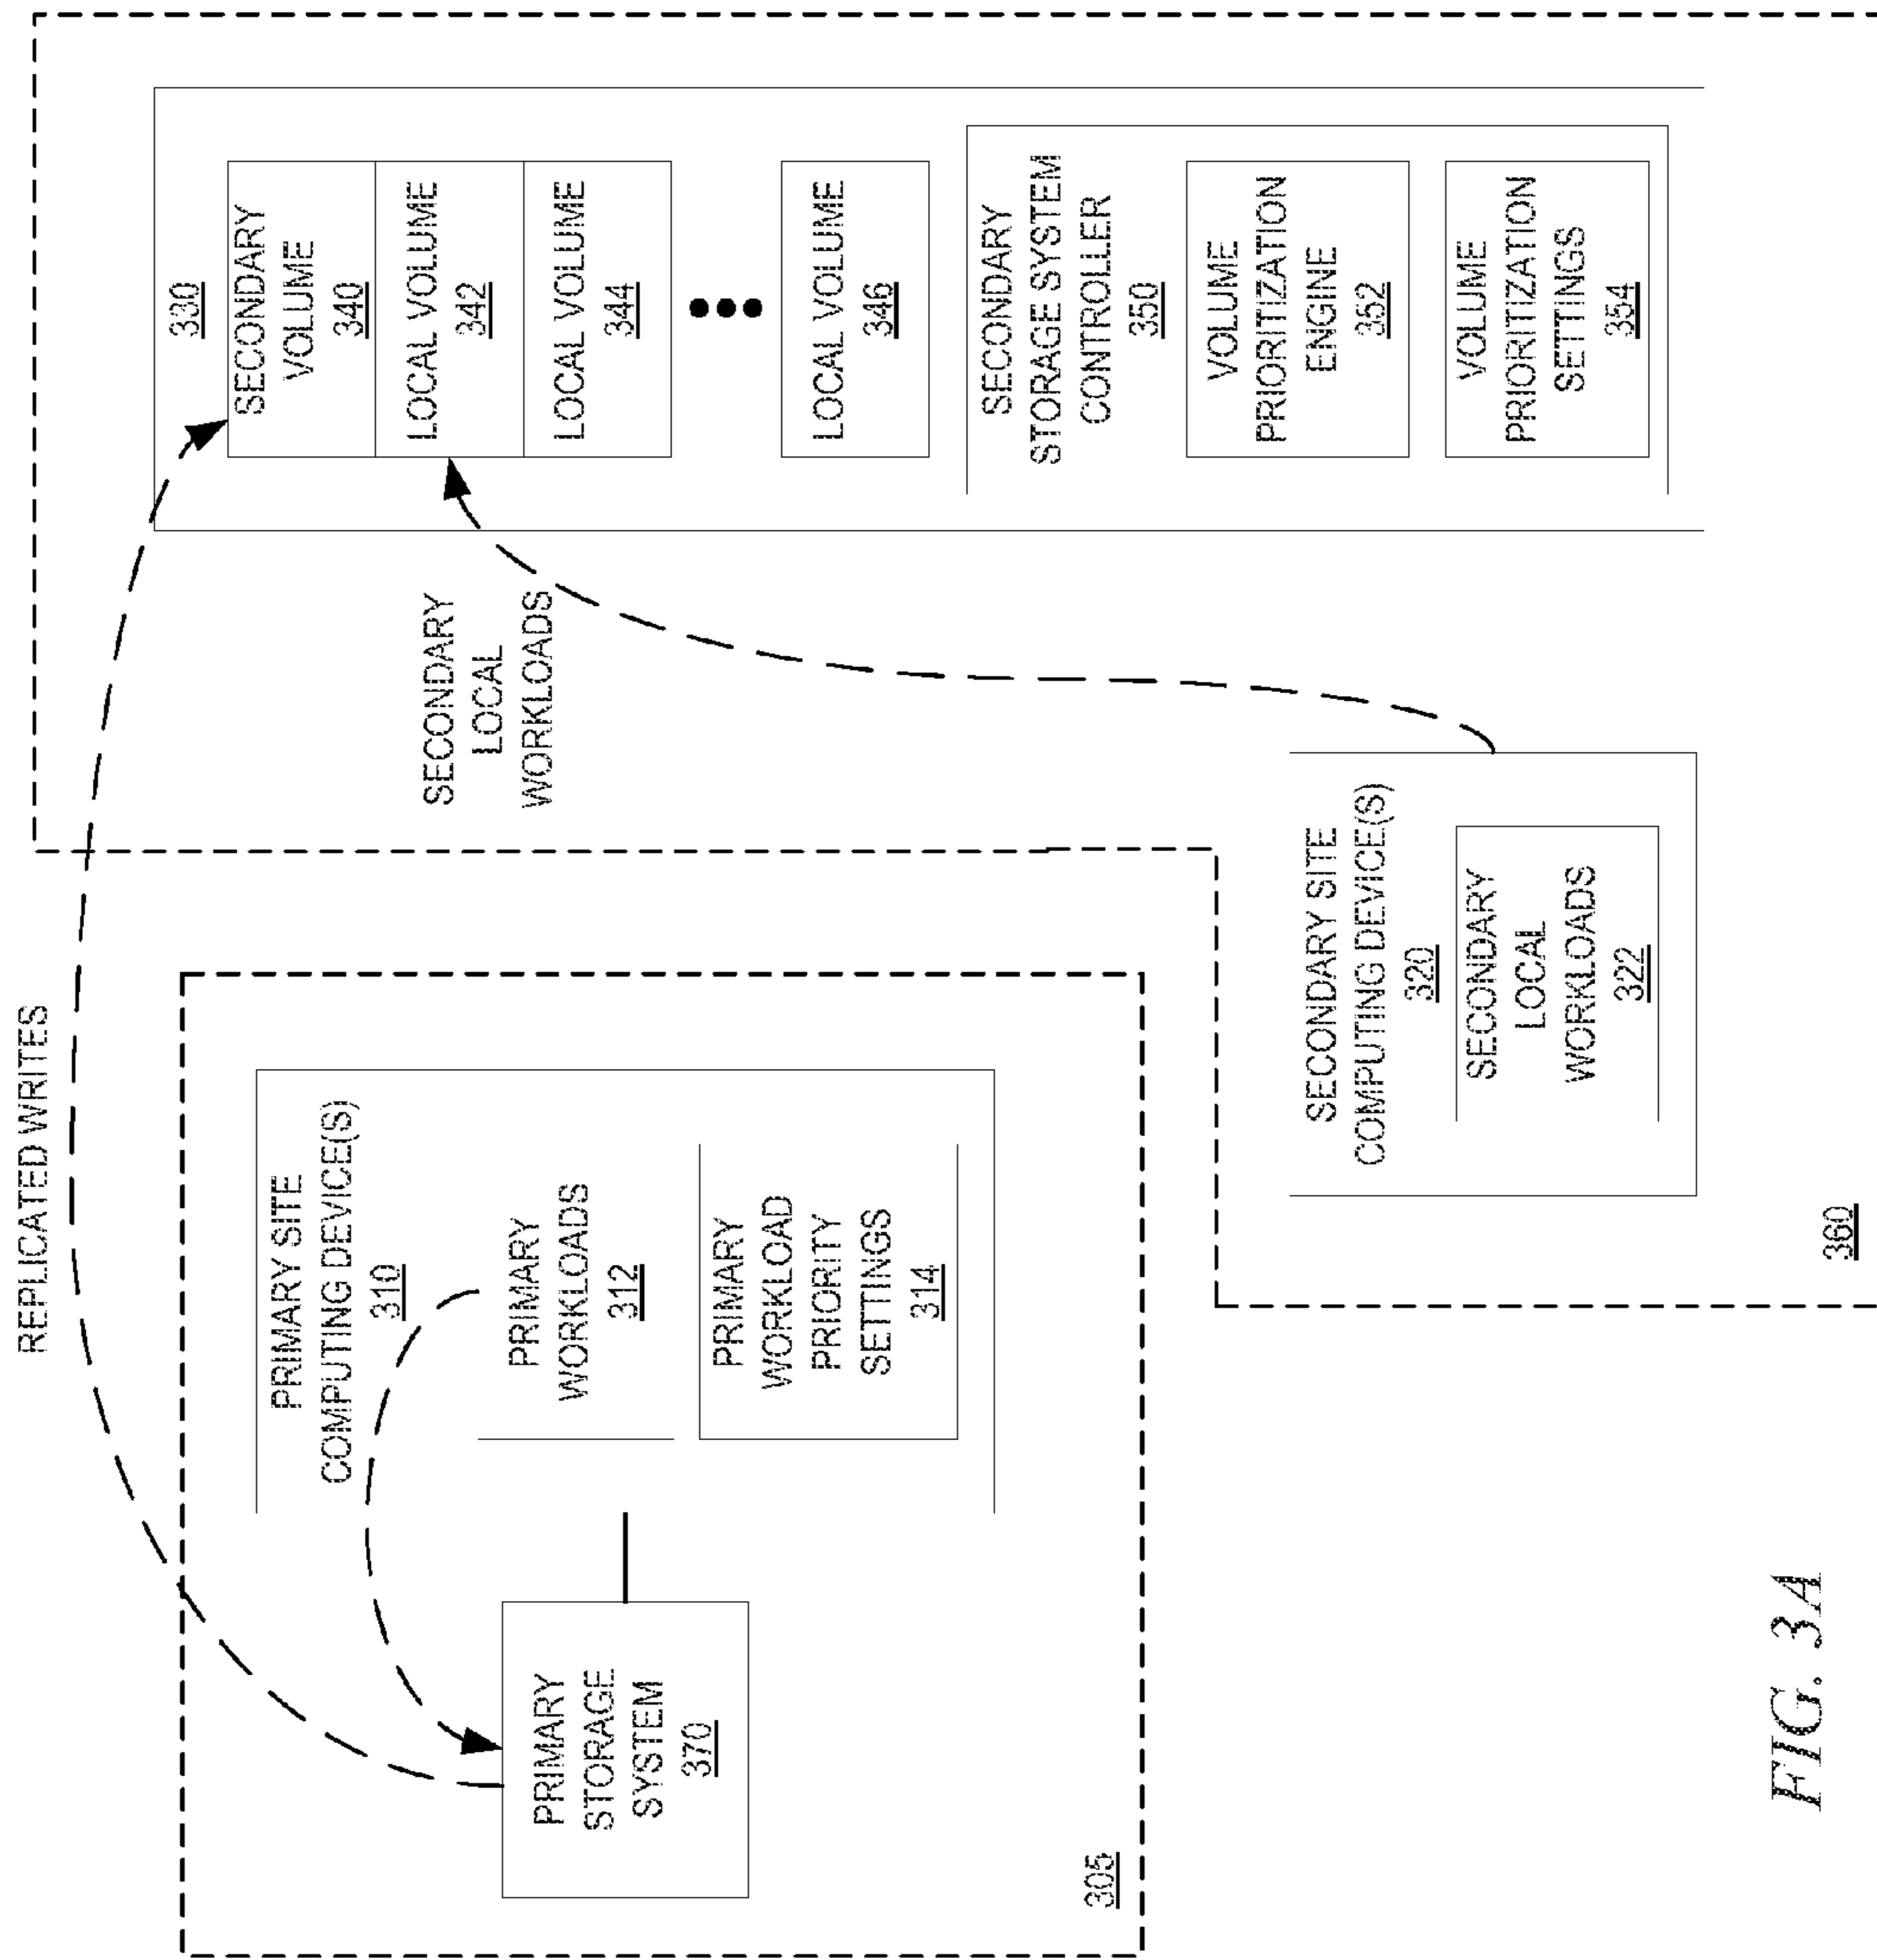 REPLICATED WRITES
PRIMARY SITE
COMPUTING DEVICE(S)
310
PRIMARY
WORKLOADS
312
PRIMARY
WORKLOAD
PRIORITY
SETTINGS
314
PRIMARY
STORAGE
SYSTEM
370
305
330
SECONDARY
VOLUME
340
LOCAL VOLUME
342
LOCAL VOLUME
344
LOCAL VOLUME
346
SECONDARY
STORAGE SYSTEM
CONTROLLER
350
VOLUME
PRIORITIZATION
ENGINE
352
VOLUME
PRIORITIZATION
SETTINGS
354
SECONDARY
LOCAL
WORKLOADS
SECONDARY SITE
COMPUTING DEVICE(S)
320
SECONDARY
LOCAL
WORKLOADS
322
360
FIG. 3A